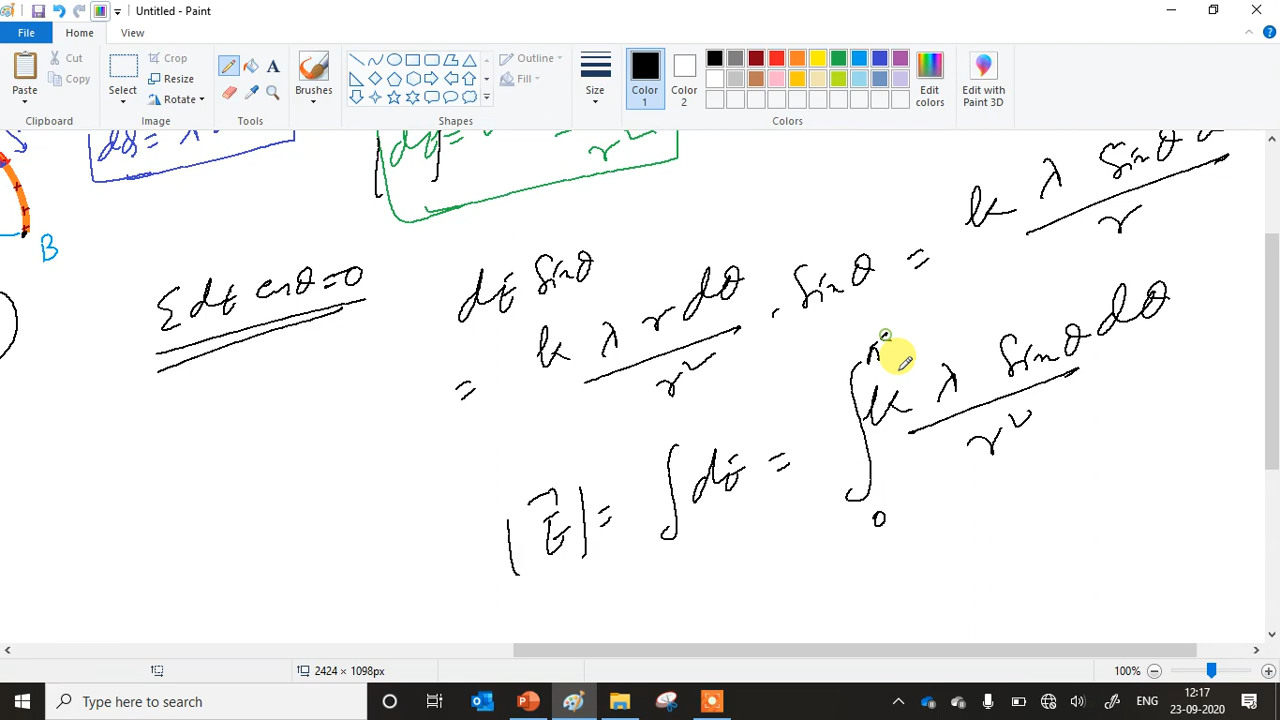 Untitled - Paint
File
Home
View
Paste
Cut
Copy
Clipboard
Select
Crop
Resize
Rotate
Image
Tools
Brushes
Outline
Fill
Shapes
Size
Color 1
Color 2
Edit colors
Edit with Paint 3D
Colors
B
Σ dE cosθ = 0
dE sinθ
= k λ r dθ / r² . sinθ = k λ sinθ / r
|E⃗| = ∫ dE = ∫₀^π k λ sinθ dθ / r²
2424 × 1098px
100%
Type here to search
ENG
12:17
23-09-2020